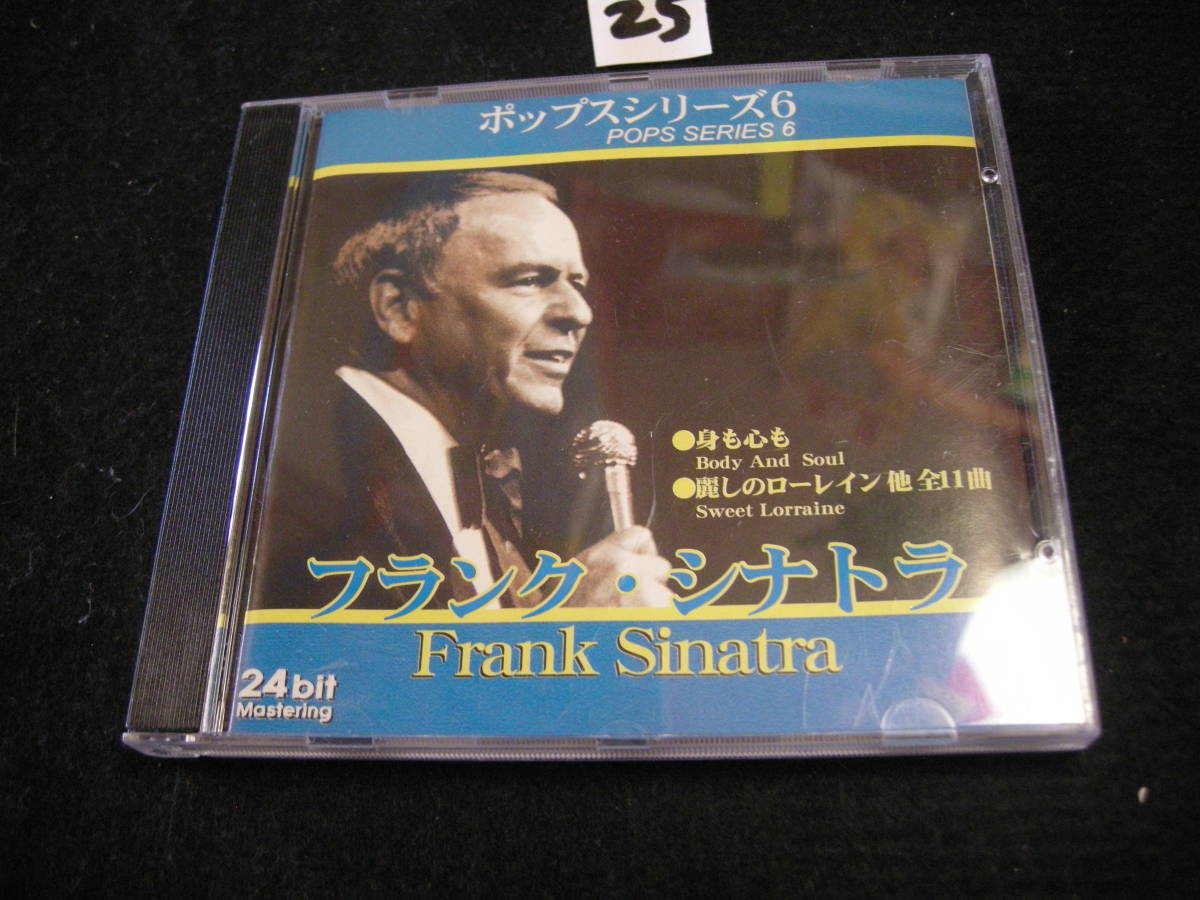 25
ポップスシリーズ6
POPS SERIES 6
●身も心も
Body And Soul
●麗しのローレイン 他 全11曲
Sweet Lorraine
フランク・シナトラ
Frank Sinatra
24bit
Mastering